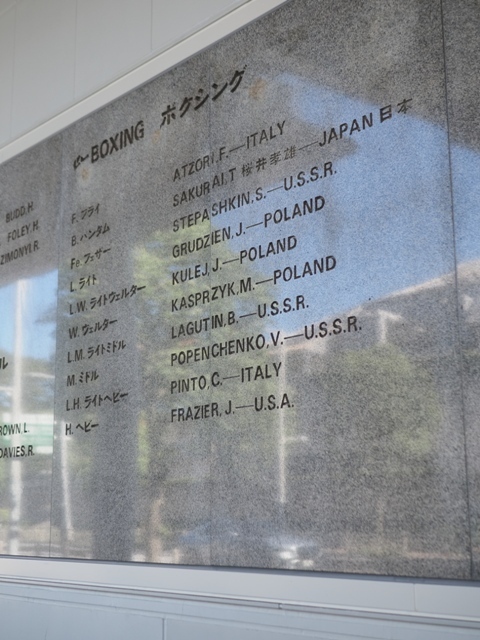 BUDD.H.
FOLEY.H.
ZIMONYI.R.
ROWN.L.
DAVIES.R.
BOXING ボクシング
F. フライ ATZORI,F.—ITALY
B. バンタム SAKURAI,T 桜井孝雄—JAPAN 日本
Fe フェザー STEPASHKIN,S.—U.S.S.R.
L. ライト GRUDZIEN,J.—POLAND
L.W. ライトウェルター KULEJ,J.—POLAND
W. ウェルター KASPRZYK,M.—POLAND
L.M. ライトミドル LAGUTIN,B.—U.S.S.R.
M. ミドル POPENCHENKO,V.—U.S.S.R.
L.H. ライトヘビー PINTO,C.—ITALY
H. ヘビー FRAZIER,J.—U.S.A.